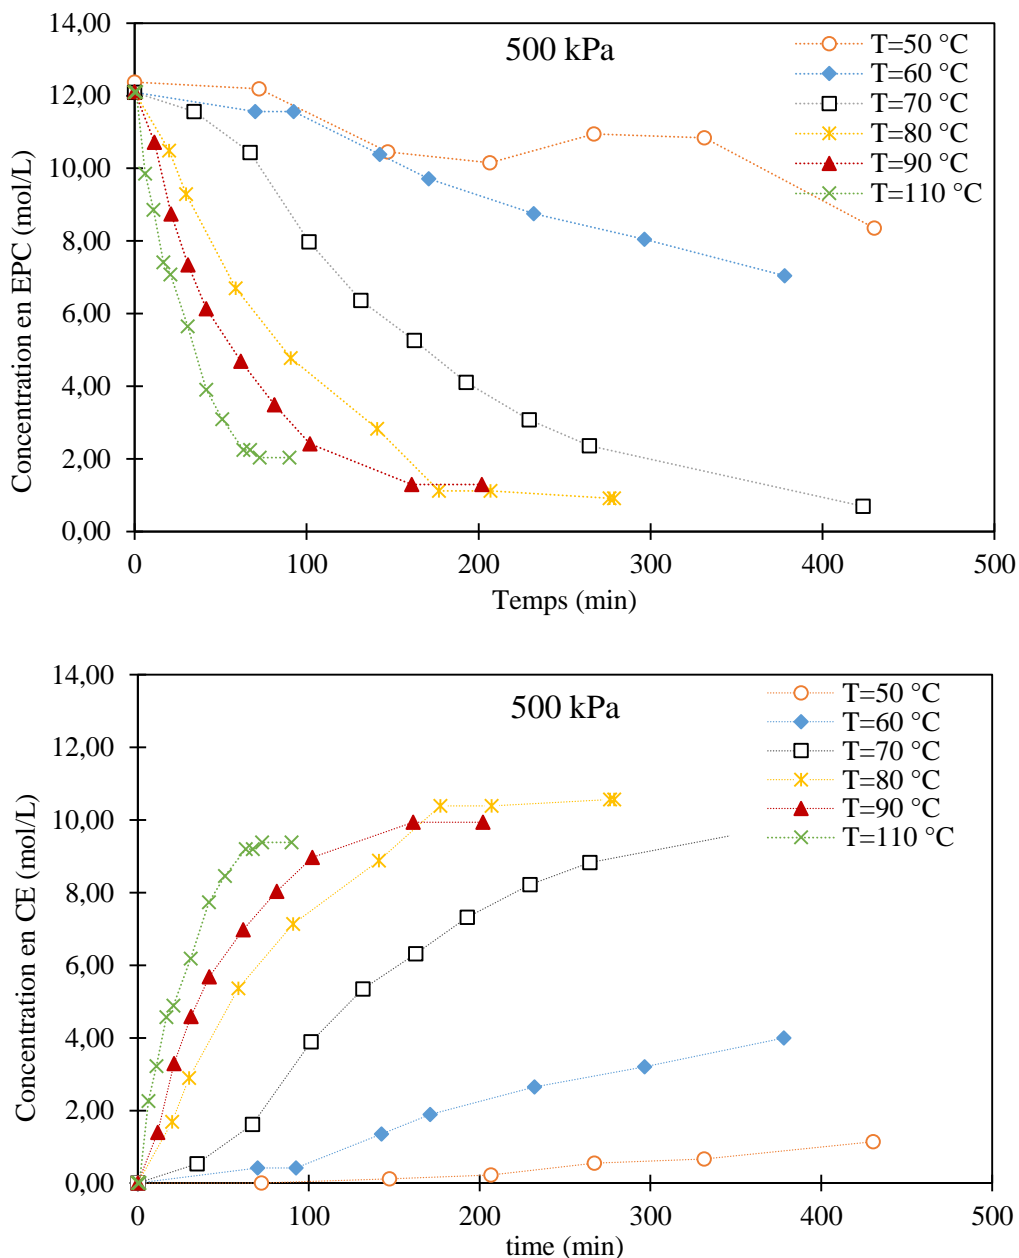 14,00
12,00
10,00
8,00
6,00
4,00
2,00
0,00
Concentration en EPC (mol/L)
500 kPa
T=50 °C
T=60 °C
T=70 °C
T=80 °C
T=90 °C
T=110 °C
0 100 200 300 400 500
Temps (min)
14,00
12,00
10,00
8,00
6,00
4,00
2,00
0,00
Concentration en CE (mol/L)
500 kPa
T=50 °C
T=60 °C
T=70 °C
T=80 °C
T=90 °C
T=110 °C
0 100 200 300 400 500
time (min)